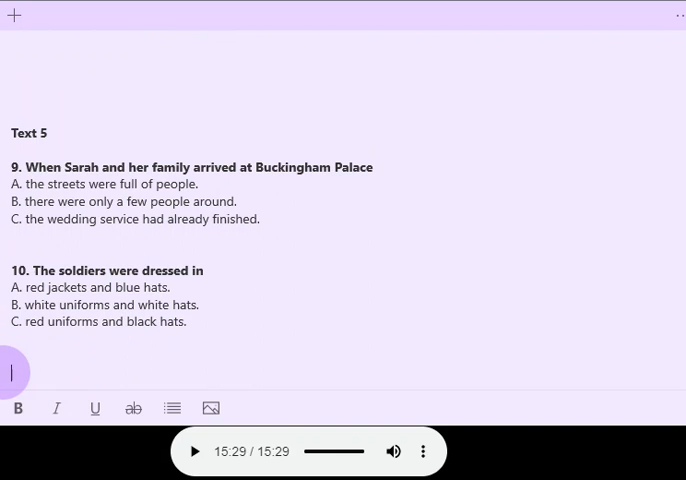 Text 5
9. When Sarah and her family arrived at Buckingham Palace
A. the streets were full of people.
B. there were only a few people around.
C. the wedding service had already finished.
10. The soldiers were dressed in
A. red jackets and blue hats.
B. white uniforms and white hats.
C. red uniforms and black hats.
B I U ab
15:29 / 15:29